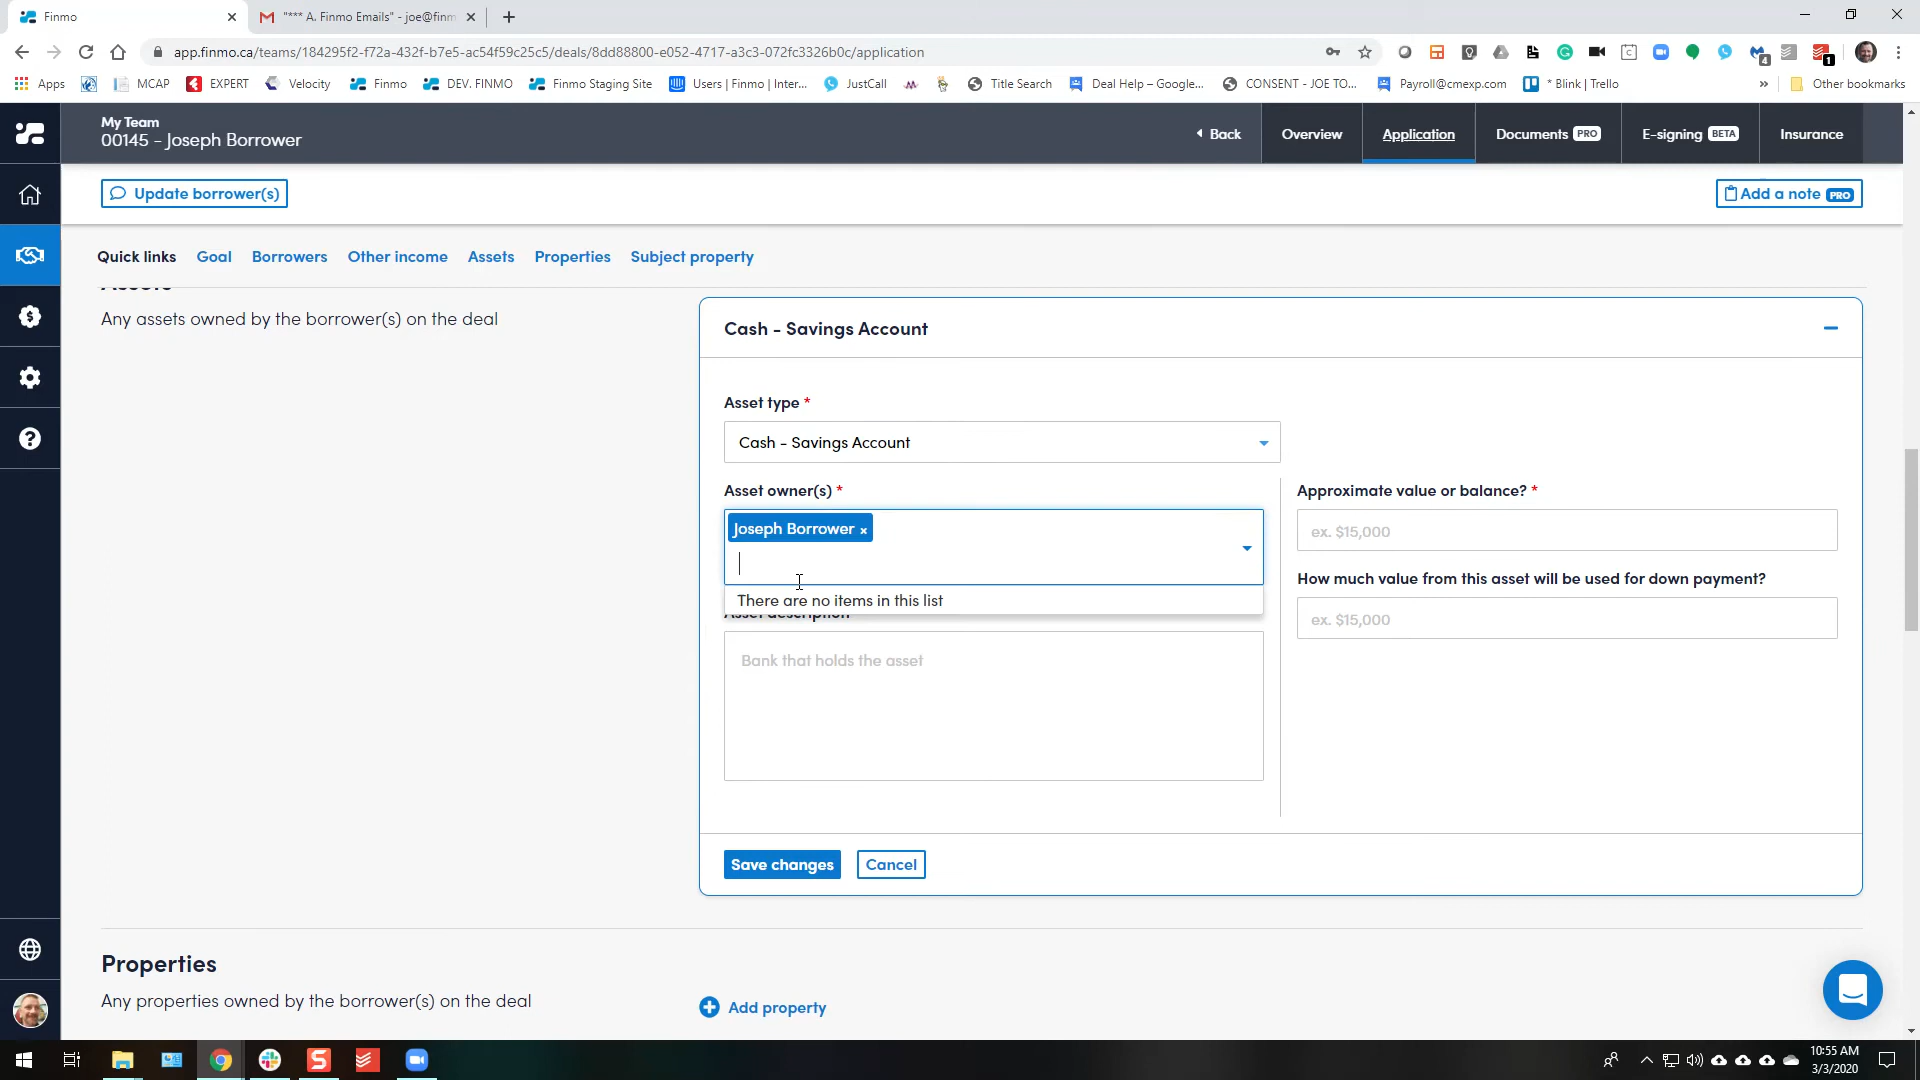 Finmo
"*** A. Finmo Emails" - joe@finm
app.finmo.ca/teams/184295f2-f72a-432f-b7e5-ac54f59c25c5/deals/8dd88800-e052-4717-a3c3-072fc3326b0c/application
4
1
Apps
MCAP
EXPERT
Velocity
Finmo
DEV. FINMO
Finmo Staging Site
Users | Finmo | Inter...
JustCall
Title Search
Deal Help – Google...
CONSENT - JOE TO...
Payroll@cmexp.com
* Blink | Trello
»
Other bookmarks
My Team
00145 - Joseph Borrower
Back
Overview
Application
Documents PRO
E-signing BETA
Insurance
Update borrower(s)
Add a note PRO
Quick links Goal Borrowers Other income Assets Properties Subject property
Assets
Any assets owned by the borrower(s) on the deal
Cash - Savings Account
Asset type *
Cash - Savings Account
Asset owner(s) *
Joseph Borrower ×
There are no items in this list
Asset description
Bank that holds the asset
Approximate value or balance? *
ex. $15,000
How much value from this asset will be used for down payment?
ex. $15,000
Save changes
Cancel
Properties
Any properties owned by the borrower(s) on the deal
Add property
10:55 AM
3/3/2020